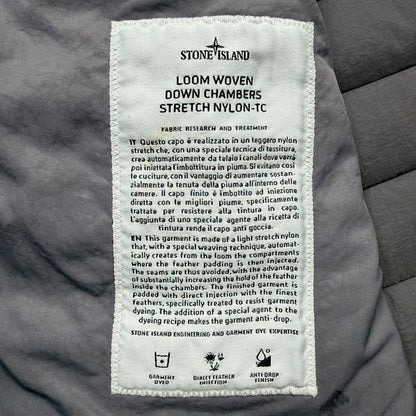 STONE ISLAND
LOOM WOVEN
DOWN CHAMBERS
STRETCH NYLON-TC
FABRIC RESEARCH AND TREATMENT
IT Questo capo è realizzato in un leggero nylon
stretch che, con una speciale tecnica di tessitura,
crea automaticamente da telaio i canali dove verrà
poi iniettata l'imbottitura in piuma. Si evitano così
le cuciture, con il vantaggio di aumentare sostan-
zialmente la tenuta della piuma all'interno delle
camere. Il capo finito è imbottito ad iniezione
diretta con le migliori piume, specificamente
trattate per resistere alla tintura in capo.
L'aggiunta di uno speciale agente alla ricetta di
tintura rende il capo anti goccia.
EN This garment is made of a light stretch nylon
that, with a special weaving technique, automat-
ically creates from the loom the compartments
where the feather padding is then injected.
The seams are thus avoided, with the advantage
of substantially increasing the hold of the feather
inside the chambers. The finished garment is
padded with direct injection with the finest
feathers, specifically treated to resist garment
dyeing. The addition of a special agent to the
dyeing recipe makes the garment anti-drop.
STONE ISLAND ENGINEERING AND GARMENT DYE EXPERTISE
GARMENT DYED
DIRECT FEATHER INJECTION
ANTI-DROP FINISH